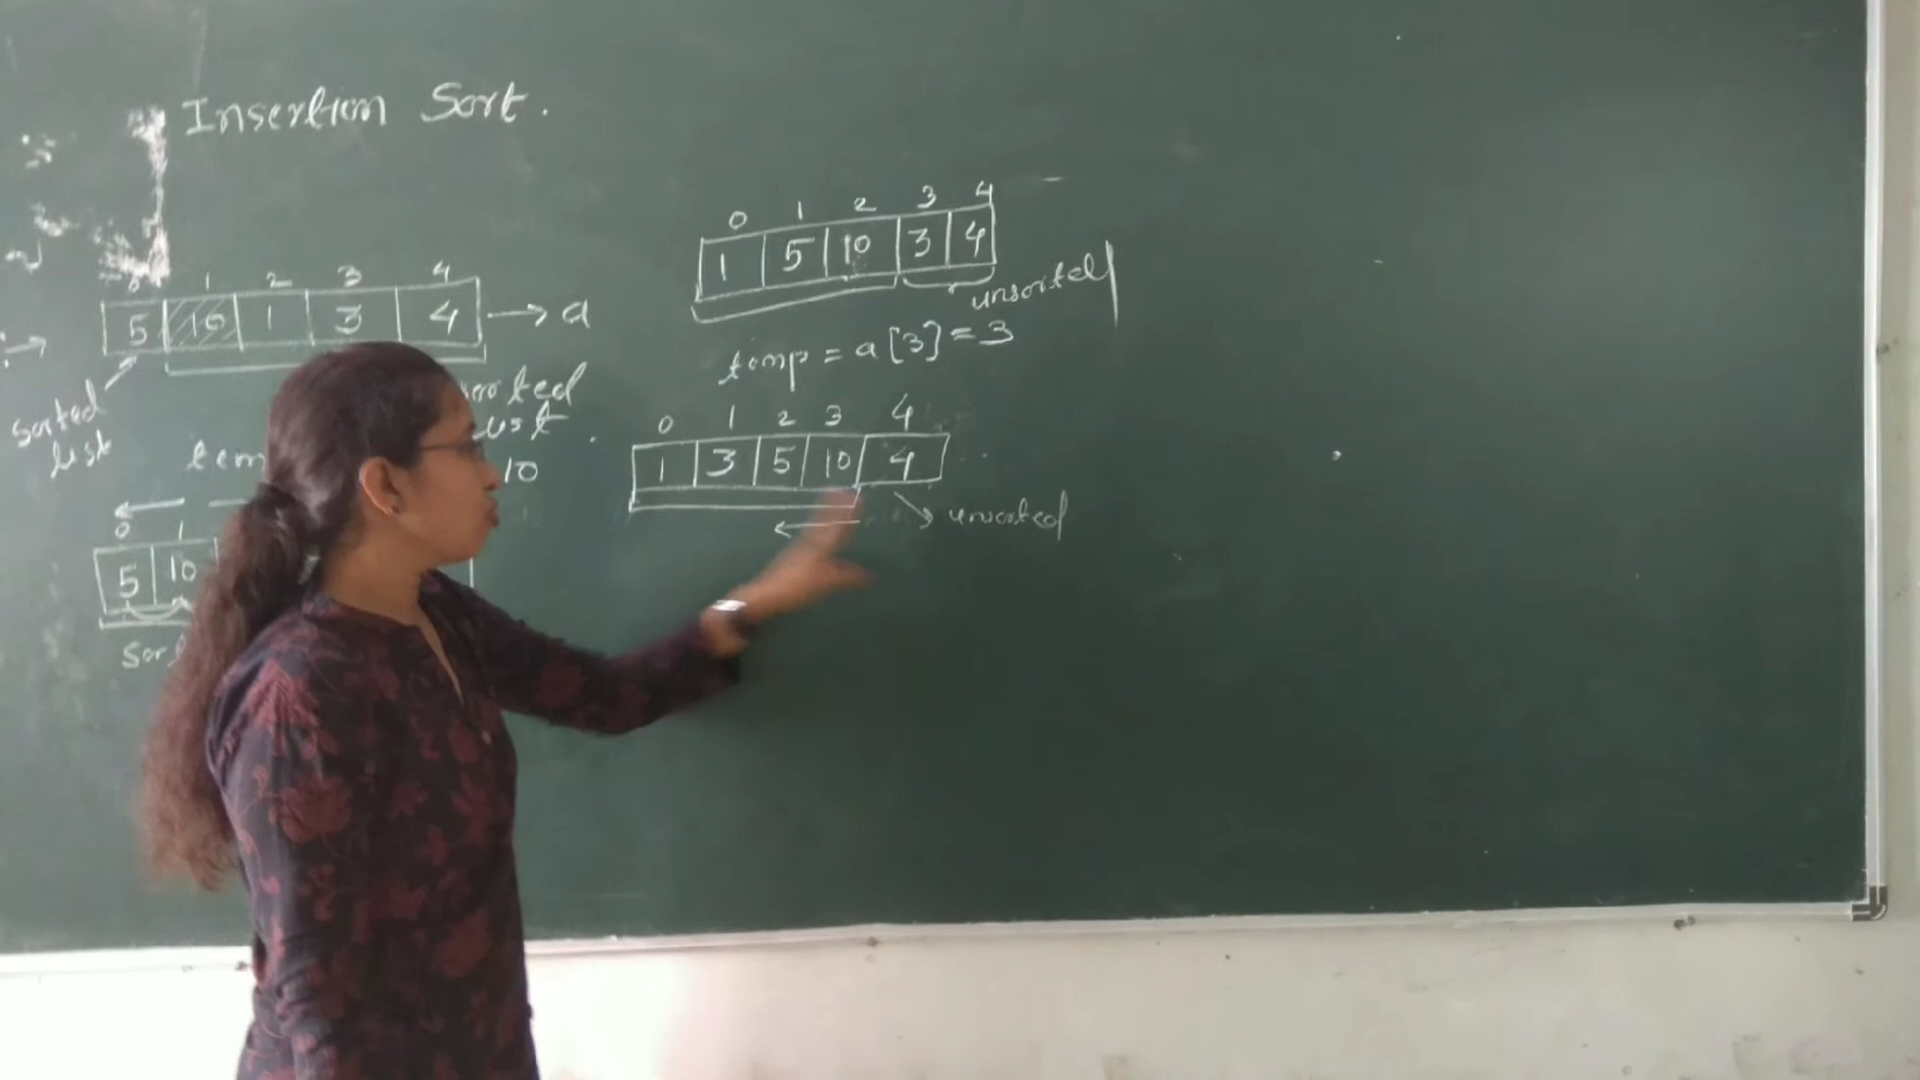 Insertion Sort.
0 1 2 3 4
5 10 1 3 4 → a
sorted
list
10
0 1
5 10
0 1 2 3 4
1 5 10 3 4
unsorted
temp = a[3] = 3
0 1 2 3 4
1 3 5 10 4
unsorted